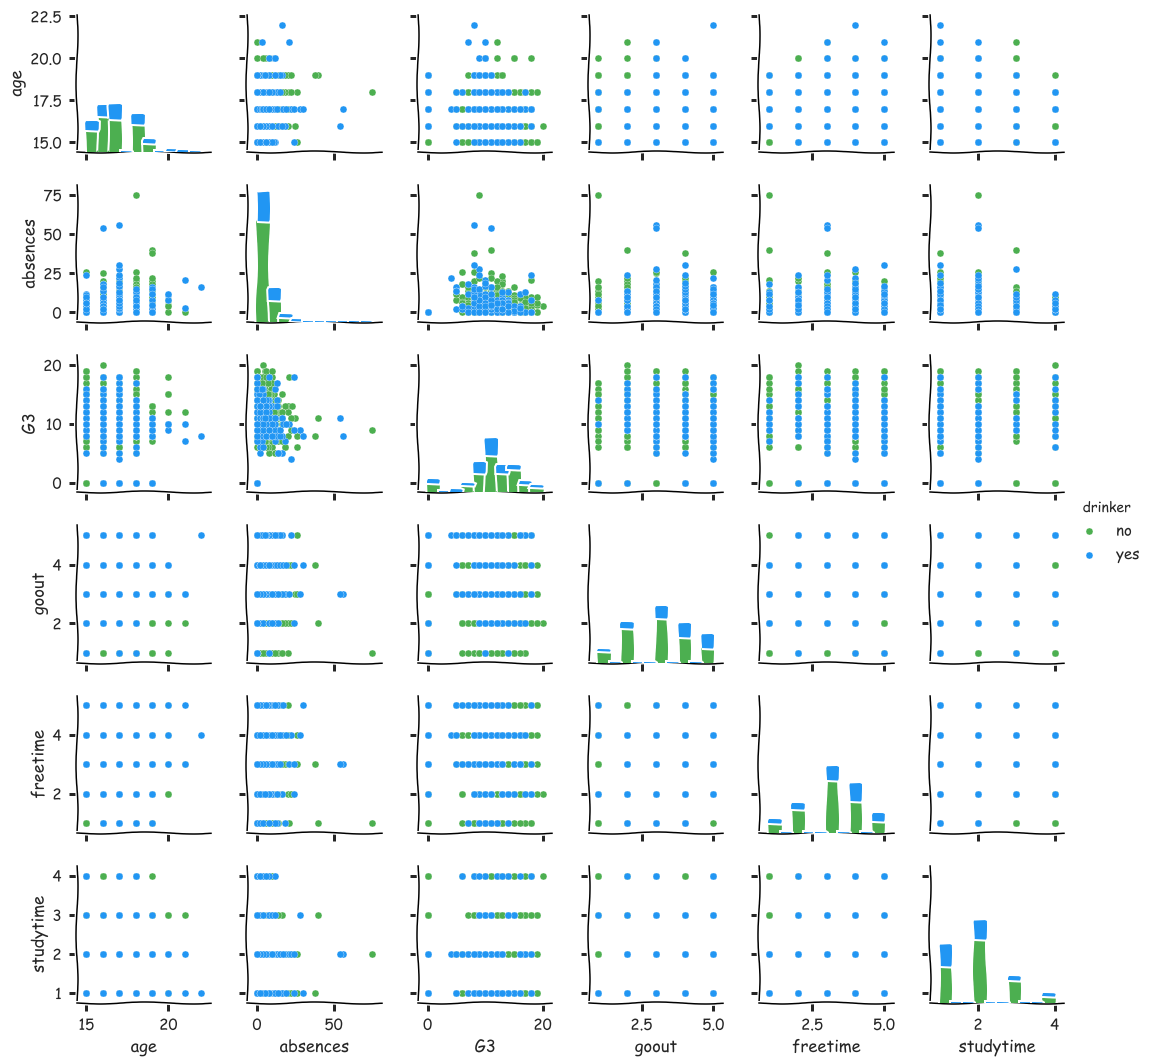 22.5
20.0
17.5
15.0
age
75
50
25
0
absences
20
10
0
G3
4
2
goout
drinker
no
yes
4
2
freetime
4
3
2
1
studytime
15 20 0 50 0 20 2.5 5.0 2.5 5.0 2 4
age absences G3 goout freetime studytime